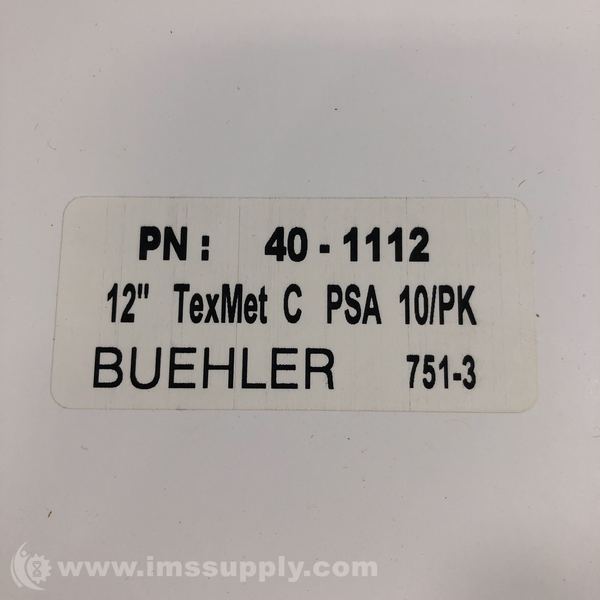 PN : 40 - 1112
12" TexMet C PSA 10/PK
BUEHLER 751-3
www.imssupply.com